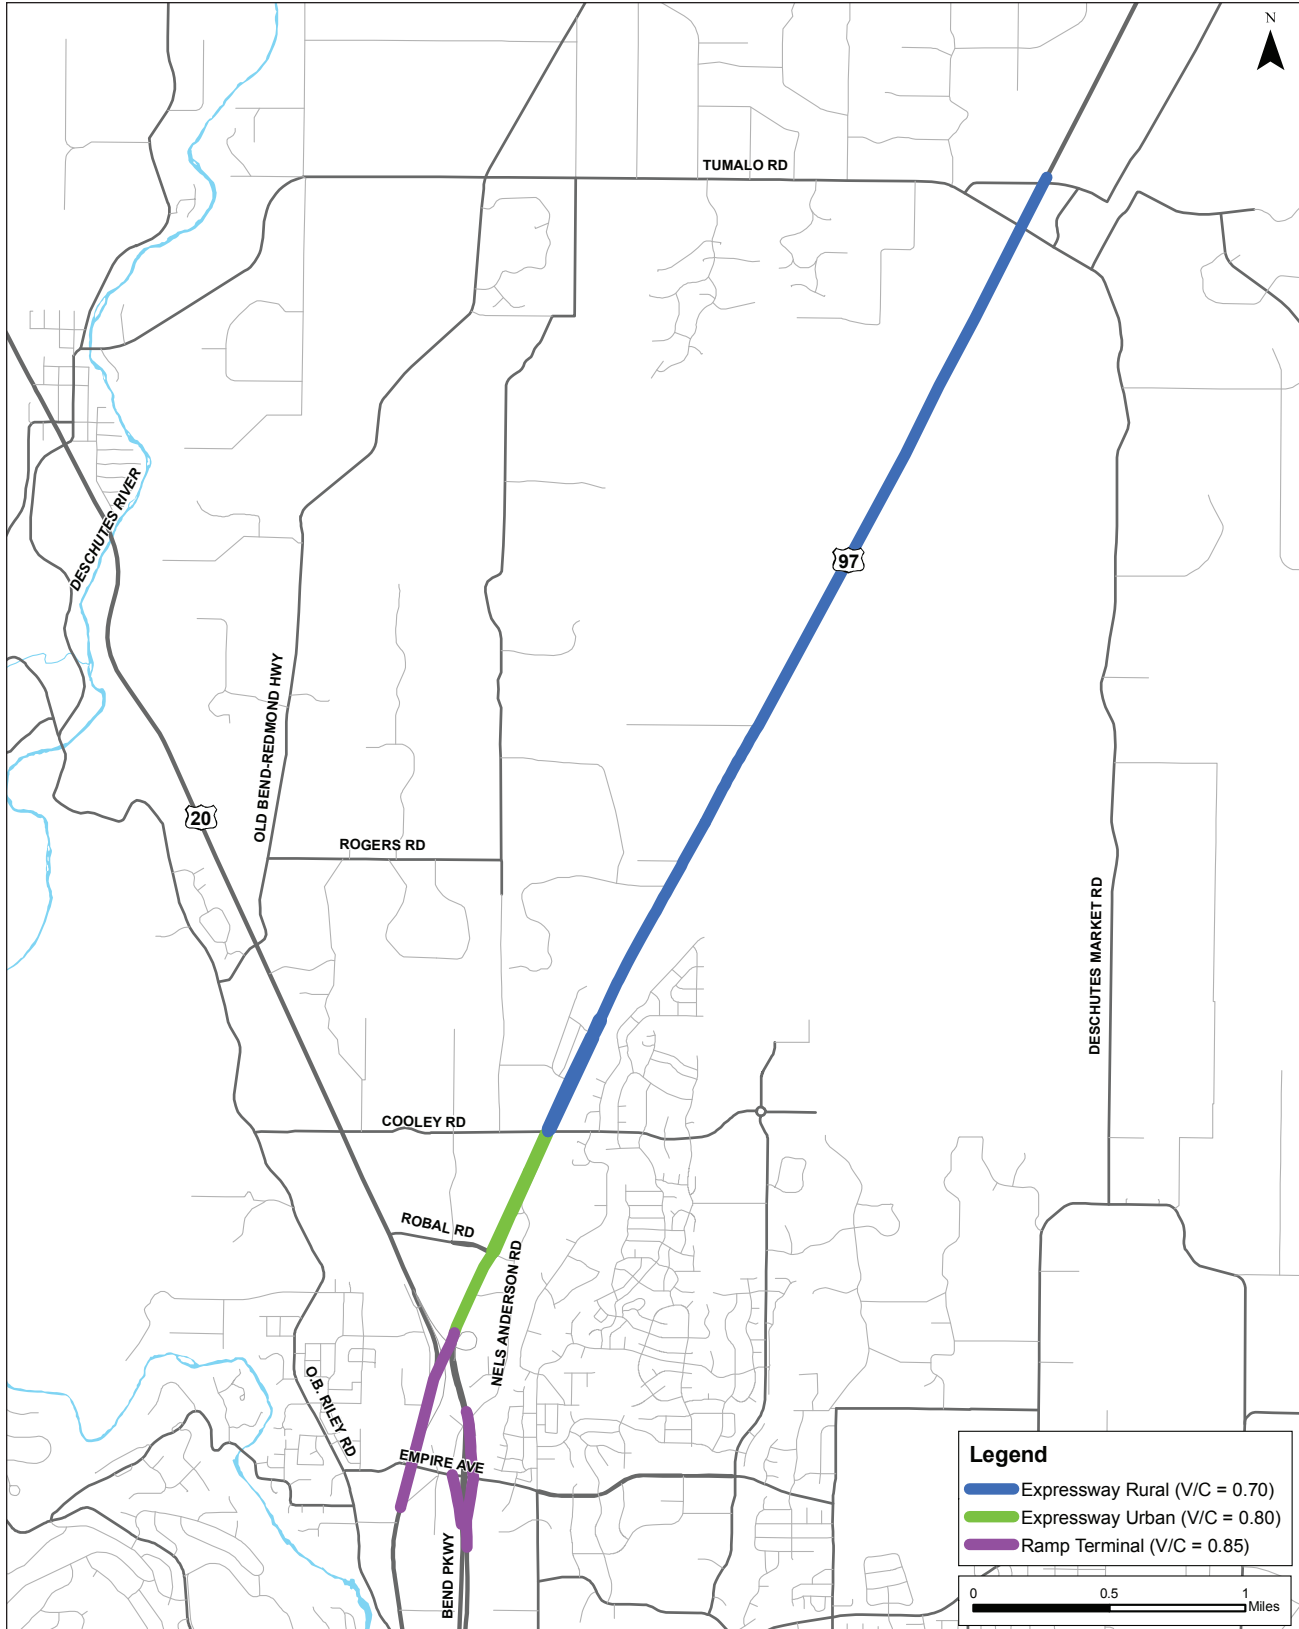 N
TUMALO RD
DESCHUTES RIVER
97
OLD BEND-REDMOND HWY
20
ROGERS RD
DESCHUTES MARKET RD
COOLEY RD
ROBAL RD
NELS ANDERSON RD
O.B. RILEY RD
EMPIRE AVE
BEND PKWY
Legend
Expressway Rural (V/C = 0.70)
Expressway Urban (V/C = 0.80)
Ramp Terminal (V/C = 0.85)
0 0.5 1
Miles